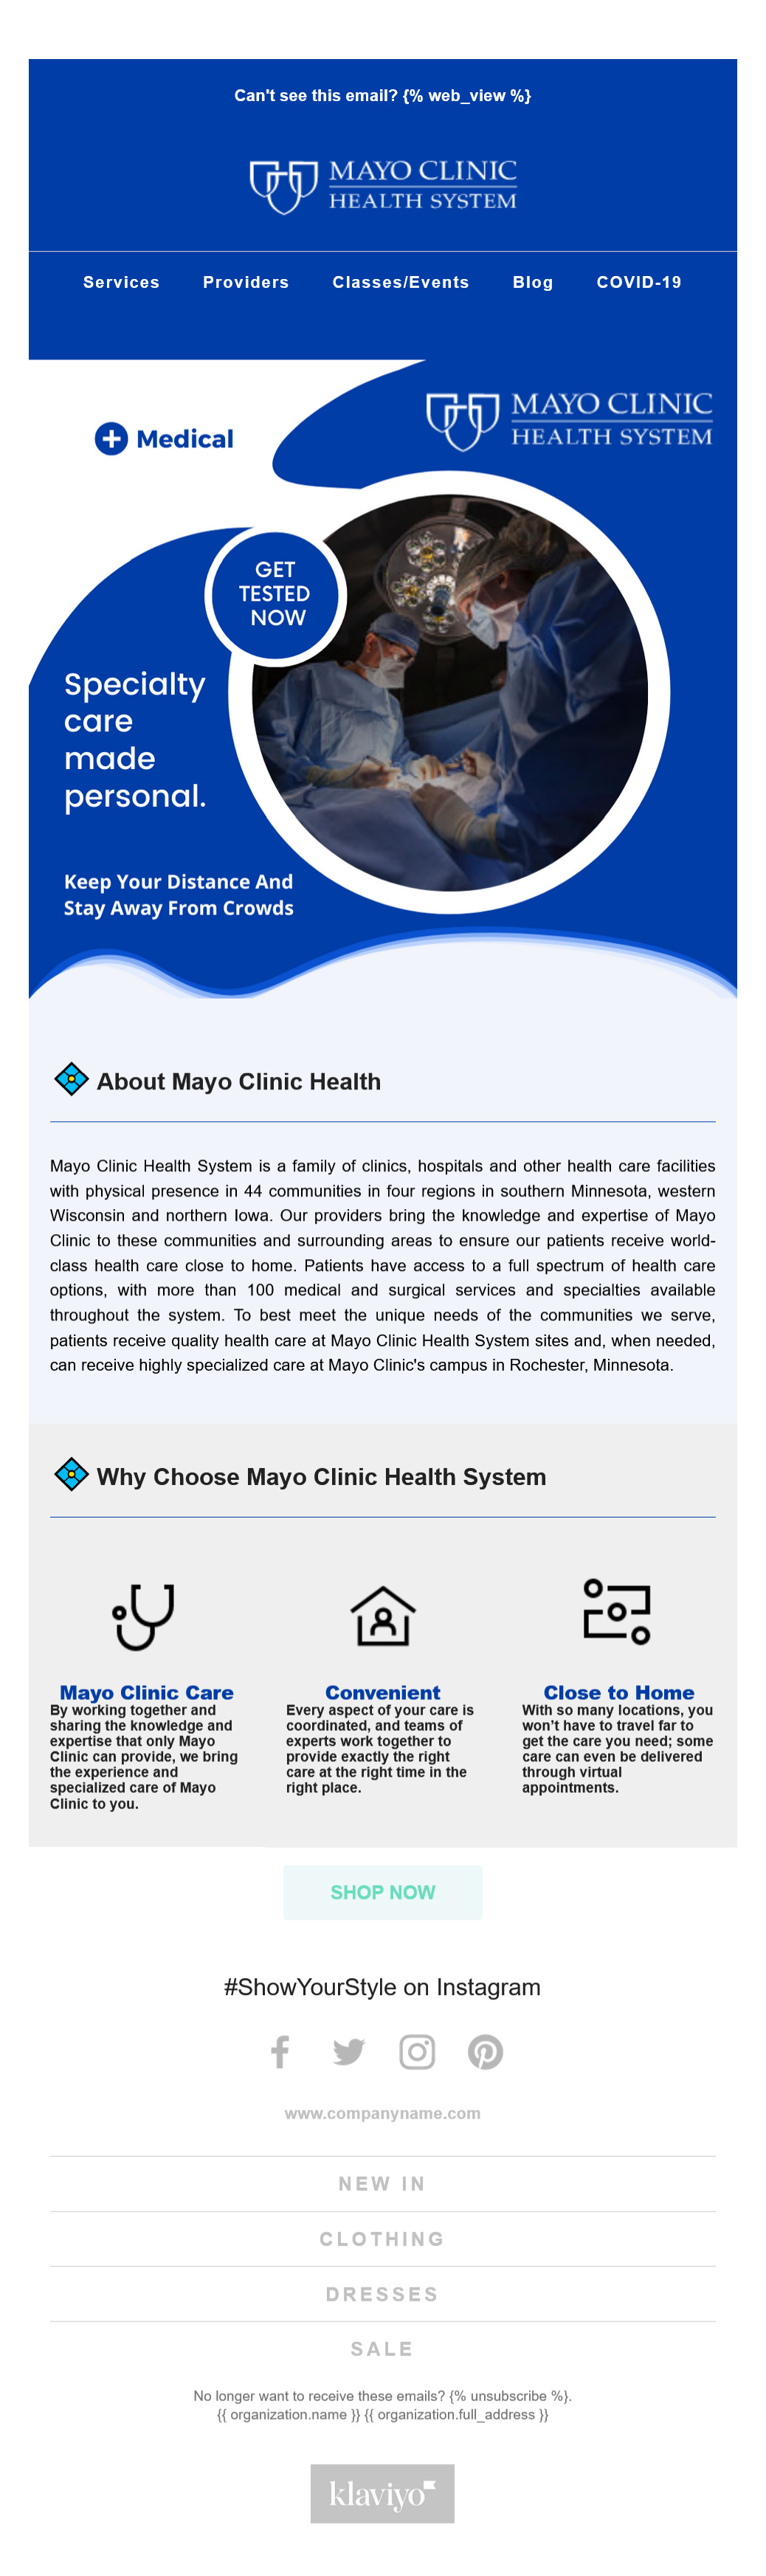 Can't see this email? {% web_view %}
MAYO CLINIC
HEALTH SYSTEM
Services Providers Classes/Events Blog COVID-19
Medical
MAYO CLINIC
HEALTH SYSTEM
GET
TESTED
NOW
Specialty
care
made
personal.
Keep Your Distance And
Stay Away From Crowds
About Mayo Clinic Health
Mayo Clinic Health System is a family of clinics, hospitals and other health care facilities
with physical presence in 44 communities in four regions in southern Minnesota, western
Wisconsin and northern Iowa. Our providers bring the knowledge and expertise of Mayo
Clinic to these communities and surrounding areas to ensure our patients receive world-
class health care close to home. Patients have access to a full spectrum of health care
options, with more than 100 medical and surgical services and specialties available
throughout the system. To best meet the unique needs of the communities we serve,
patients receive quality health care at Mayo Clinic Health System sites and, when needed,
can receive highly specialized care at Mayo Clinic's campus in Rochester, Minnesota.
Why Choose Mayo Clinic Health System
Mayo Clinic Care
By working together and
sharing the knowledge and
expertise that only Mayo
Clinic can provide, we bring
the experience and
specialized care of Mayo
Clinic to you.
Convenient
Every aspect of your care is
coordinated, and teams of
experts work together to
provide exactly the right
care at the right time in the
right place.
Close to Home
With so many locations, you
won’t have to travel far to
get the care you need; some
care can even be delivered
through virtual
appointments.
SHOP NOW
#ShowYourStyle on Instagram
www.companyname.com
NEW IN
CLOTHING
DRESSES
SALE
No longer want to receive these emails? {% unsubscribe %}.
{{ organization.name }} {{ organization.full_address }}
klaviyo